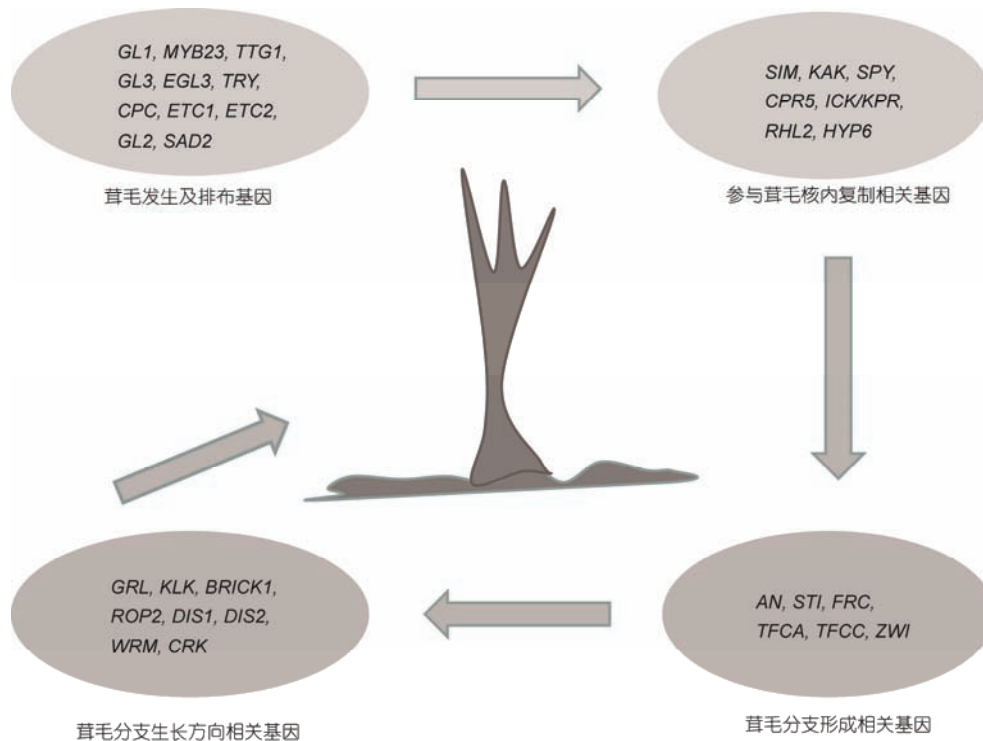 GL1, MYB23, TTG1,
GL3, EGL3, TRY,
CPC, ETC1, ETC2,
GL2, SAD2
茸毛发生及排布基因
SIM, KAK, SPY,
CPR5, ICK/KPR,
RHL2, HYP6
参与茸毛核内复制相关基因
GRL, KLK, BRICK1,
ROP2, DIS1, DIS2,
WRM, CRK
茸毛分支生长方向相关基因
AN, STI, FRC,
TFCA, TFCC, ZWI
茸毛分支形成相关基因